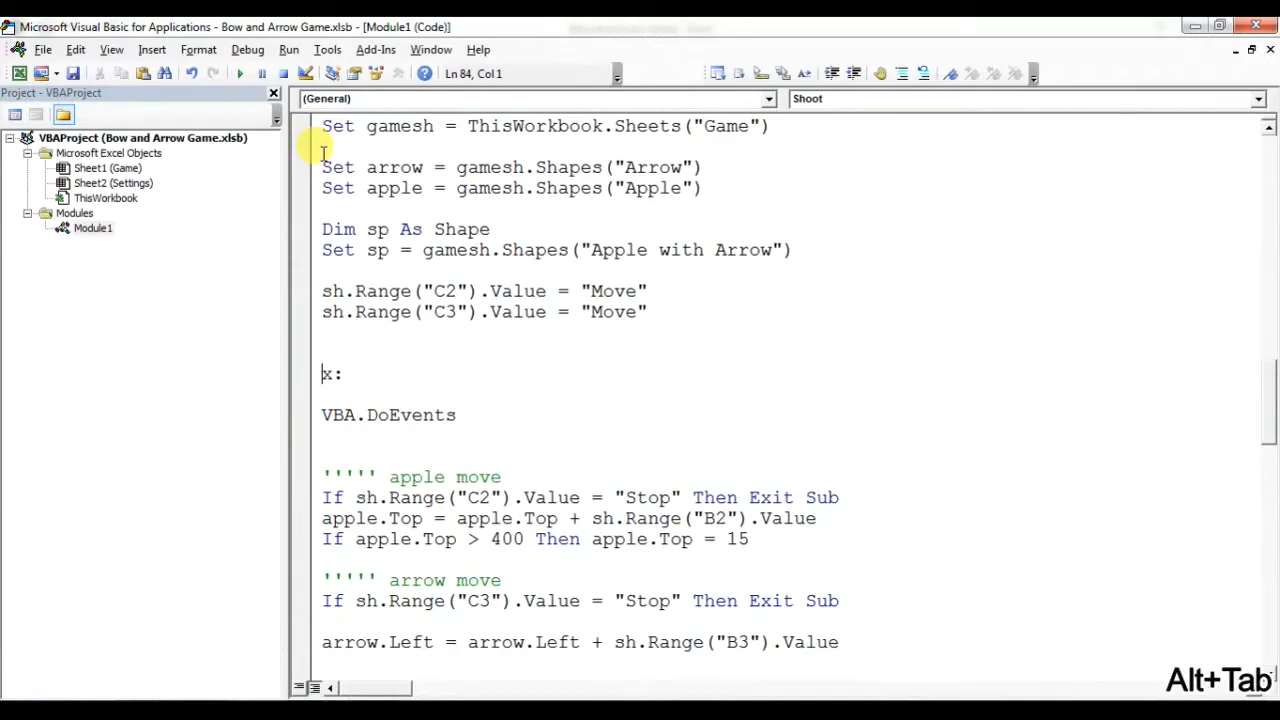 Microsoft Visual Basic for Applications - Bow and Arrow Game.xlsb - [Module1 (Code)]
File Edit View Insert Format Debug Run Tools Add-Ins Window Help
Ln 84, Col 1
Project - VBAProject
(General) Shoot
VBAProject (Bow and Arrow Game.xlsb)
Microsoft Excel Objects
Sheet1 (Game)
Sheet2 (Settings)
ThisWorkbook
Modules
Module1
Set gamesh = ThisWorkbook.Sheets("Game")
Set arrow = gamesh.Shapes("Arrow")
Set apple = gamesh.Shapes("Apple")
Dim sp As Shape
Set sp = gamesh.Shapes("Apple with Arrow")
sh.Range("C2").Value = "Move"
sh.Range("C3").Value = "Move"
x:
VBA.DoEvents
''''' apple move
If sh.Range("C2").Value = "Stop" Then Exit Sub
apple.Top = apple.Top + sh.Range("B2").Value
If apple.Top > 400 Then apple.Top = 15
''''' arrow move
If sh.Range("C3").Value = "Stop" Then Exit Sub
arrow.Left = arrow.Left + sh.Range("B3").Value
Alt+Tab